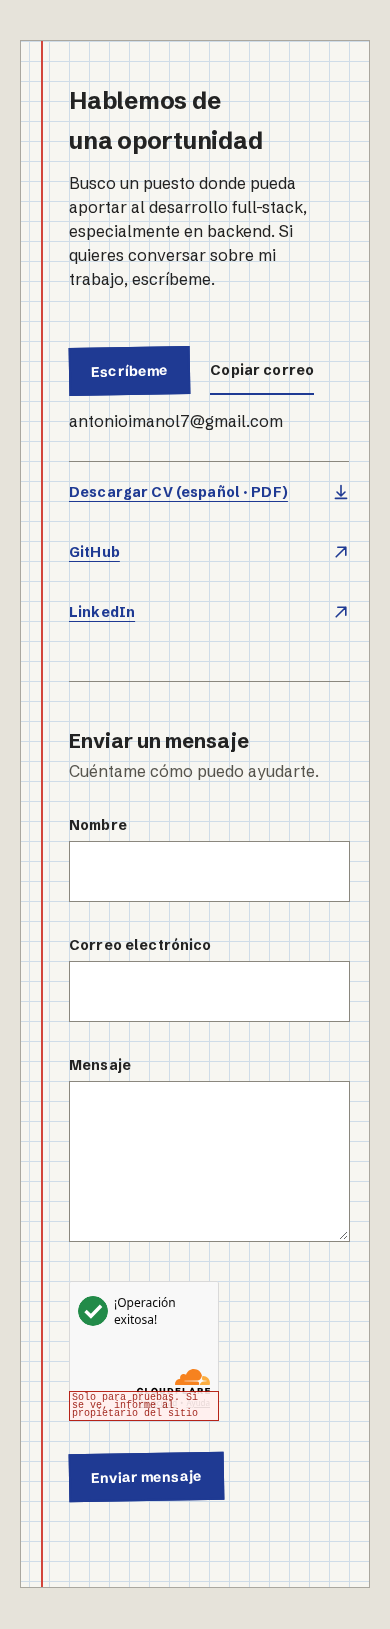 Hablemos de
una oportunidad
Busco un puesto donde pueda
aportar al desarrollo full-stack,
especialmente en backend. Si
quieres conversar sobre mi
trabajo, escríbeme.
Escríbeme
Copiar correo
antonioimanol7@gmail.com
Descargar CV (español · PDF)
GitHub
LinkedIn
Enviar un mensaje
Cuéntame cómo puedo ayudarte.
Nombre
Correo electrónico
Mensaje
¡Operación
exitosa!
CLOUDFLARE
Solo para pruebas. Si
se ve, informe al
propietario del sitio
Enviar mensaje